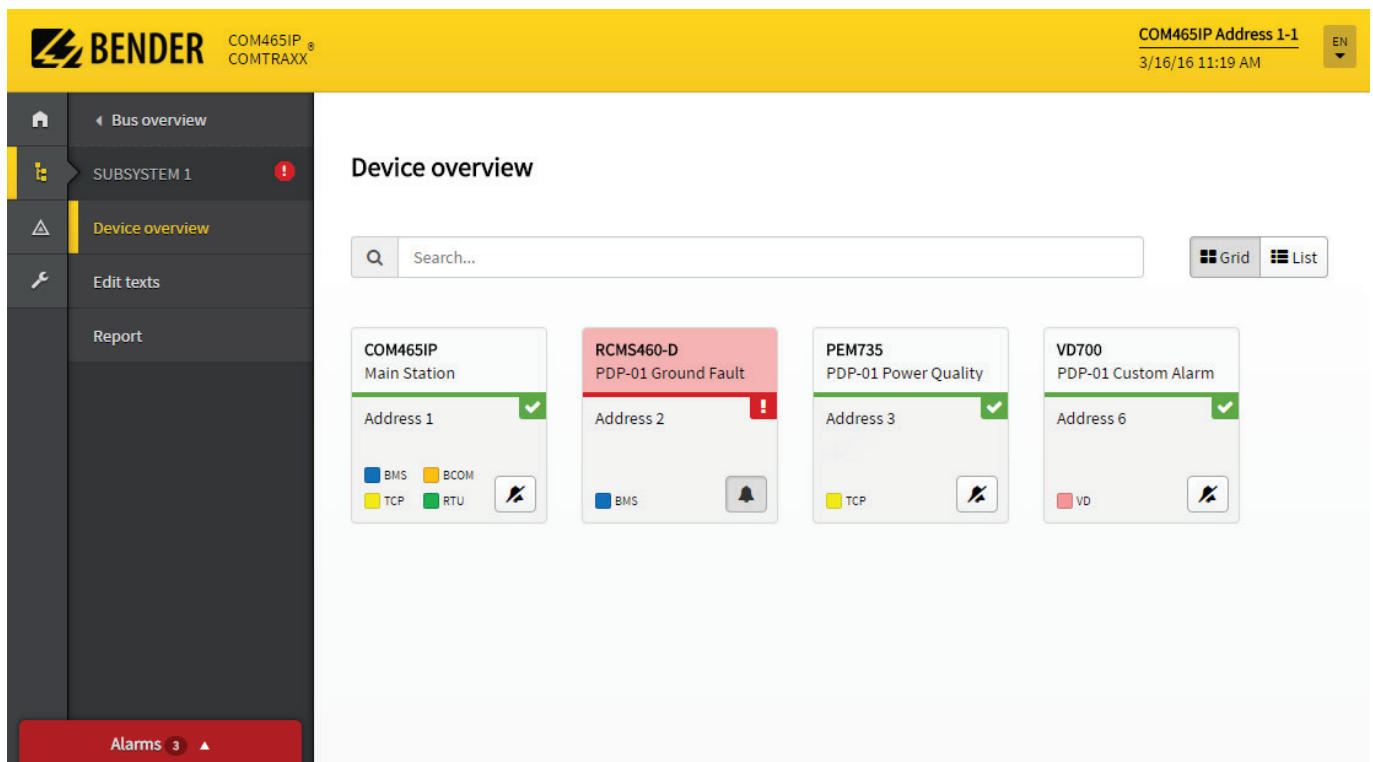 BENDER
COM465IP
COMTRAXX®
COM465IP Address 1-1
3/16/16 11:19 AM
EN
Bus overview
SUBSYSTEM 1
Device overview
Edit texts
Report
Alarms 3
Device overview
Search...
Grid
List
COM465IP
Main Station
Address 1
BMS BCOM
TCP RTU
RCMS460-D
PDP-01 Ground Fault
Address 2
BMS
PEM735
PDP-01 Power Quality
Address 3
TCP
VD700
PDP-01 Custom Alarm
Address 6
VD